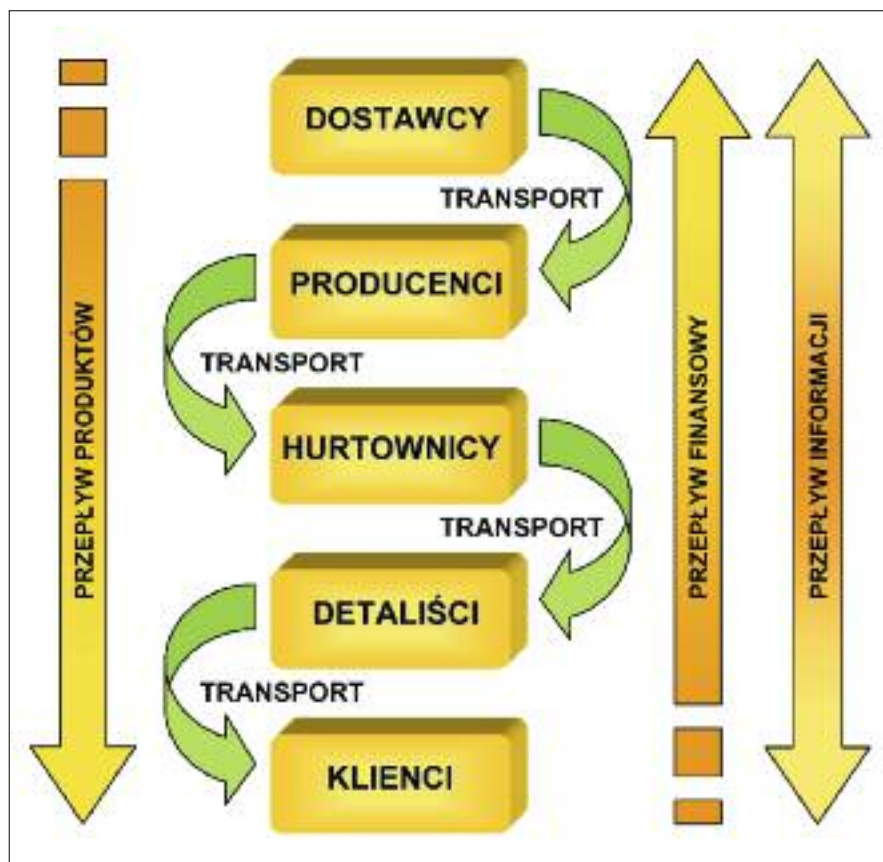 DOSTAWCY
TRANSPORT
PRODUCENCI
TRANSPORT
HURTOWNICY
TRANSPORT
DETALIŚCI
TRANSPORT
KLIENCI
PRZEPŁYW PRODUKTÓW
PRZEPŁYW FINANSOWY
PRZEPŁYW INFORMACJI